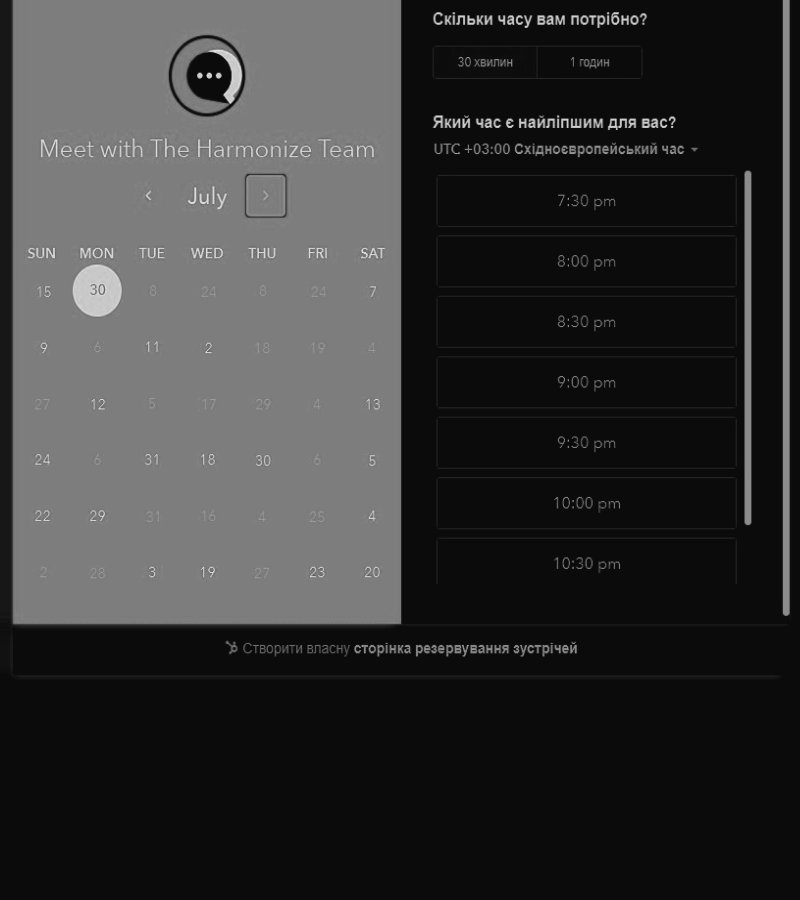 Meet with The Harmonize Team
July
SUN MON TUE WED THU FRI SAT
15 30 8 24 8 24 7
9 6 11 2 18 19 4
27 12 5 17 29 4 13
24 6 31 18 30 6 5
22 29 31 16 4 25 4
2 28 3 19 27 23 20
Скільки часу вам потрібно?
30 хвилин 1 годин
Який час є найліпшим для вас?
UTC +03:00 Східноєвропейський час
7:30 pm
8:00 pm
8:30 pm
9:00 pm
9:30 pm
10:00 pm
10:30 pm
Створити власну сторінка резервування зустрічей